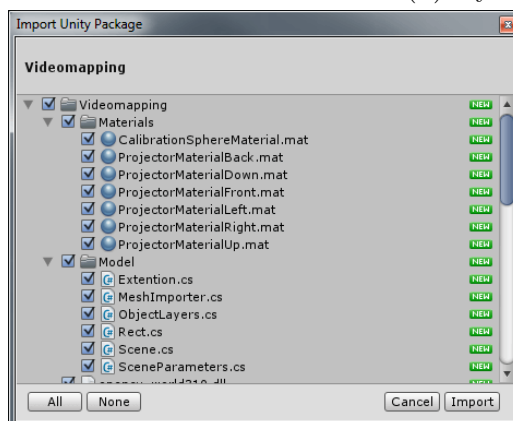 Import Unity Package
Videomapping
Videomapping NEW
Materials NEW
CalibrationSphereMaterial.mat NEW
ProjectorMaterialBack.mat NEW
ProjectorMaterialDown.mat NEW
ProjectorMaterialFront.mat NEW
ProjectorMaterialLeft.mat NEW
ProjectorMaterialRight.mat NEW
ProjectorMaterialUp.mat NEW
Model NEW
Extention.cs NEW
MeshImporter.cs NEW
ObjectLayers.cs NEW
Rect.cs NEW
Scene.cs NEW
SceneParameters.cs NEW
All None Cancel Import